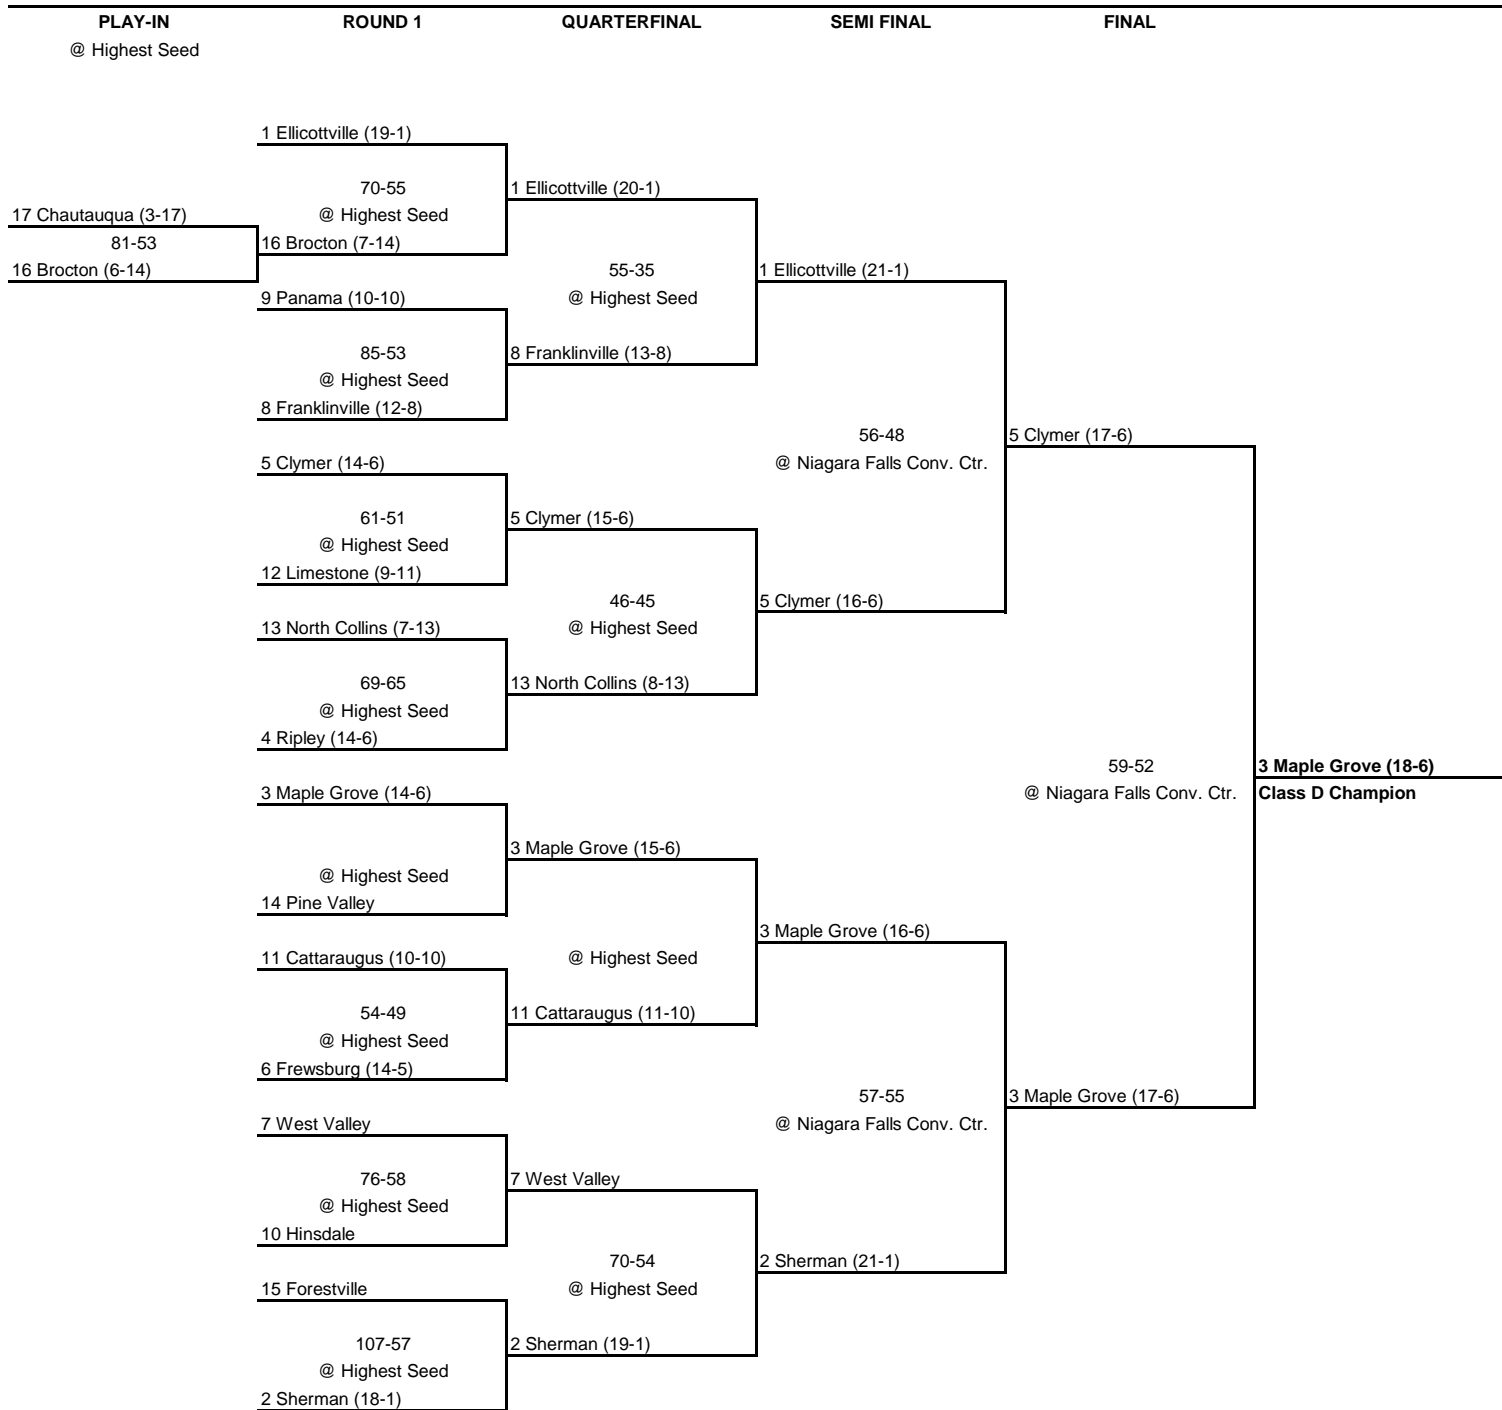 PLAY-IN ROUND 1 QUARTERFINAL SEMI FINAL FINAL
@ Highest Seed
1 Ellicottville (19-1)
70-55 1 Ellicottville (20-1)
17 Chautauqua (3-17) @ Highest Seed
81-53 16 Brocton (7-14)
16 Brocton (6-14) 55-35 1 Ellicottville (21-1)
9 Panama (10-10) @ Highest Seed
85-53 8 Franklinville (13-8)
@ Highest Seed
8 Franklinville (12-8)
56-48 5 Clymer (17-6)
5 Clymer (14-6) @ Niagara Falls Conv. Ctr.
61-51 5 Clymer (15-6)
@ Highest Seed
12 Limestone (9-11)
46-45 5 Clymer (16-6)
13 North Collins (7-13) @ Highest Seed
69-65 13 North Collins (8-13)
@ Highest Seed
4 Ripley (14-6)
59-52 3 Maple Grove (18-6)
3 Maple Grove (14-6) @ Niagara Falls Conv. Ctr. Class D Champion
3 Maple Grove (15-6)
@ Highest Seed
14 Pine Valley
3 Maple Grove (16-6)
11 Cattaraugus (10-10) @ Highest Seed
54-49 11 Cattaraugus (11-10)
@ Highest Seed
6 Frewsburg (14-5)
57-55 3 Maple Grove (17-6)
7 West Valley @ Niagara Falls Conv. Ctr.
76-58 7 West Valley
@ Highest Seed
10 Hinsdale
70-54 2 Sherman (21-1)
15 Forestville @ Highest Seed
107-57 2 Sherman (19-1)
@ Highest Seed
2 Sherman (18-1)